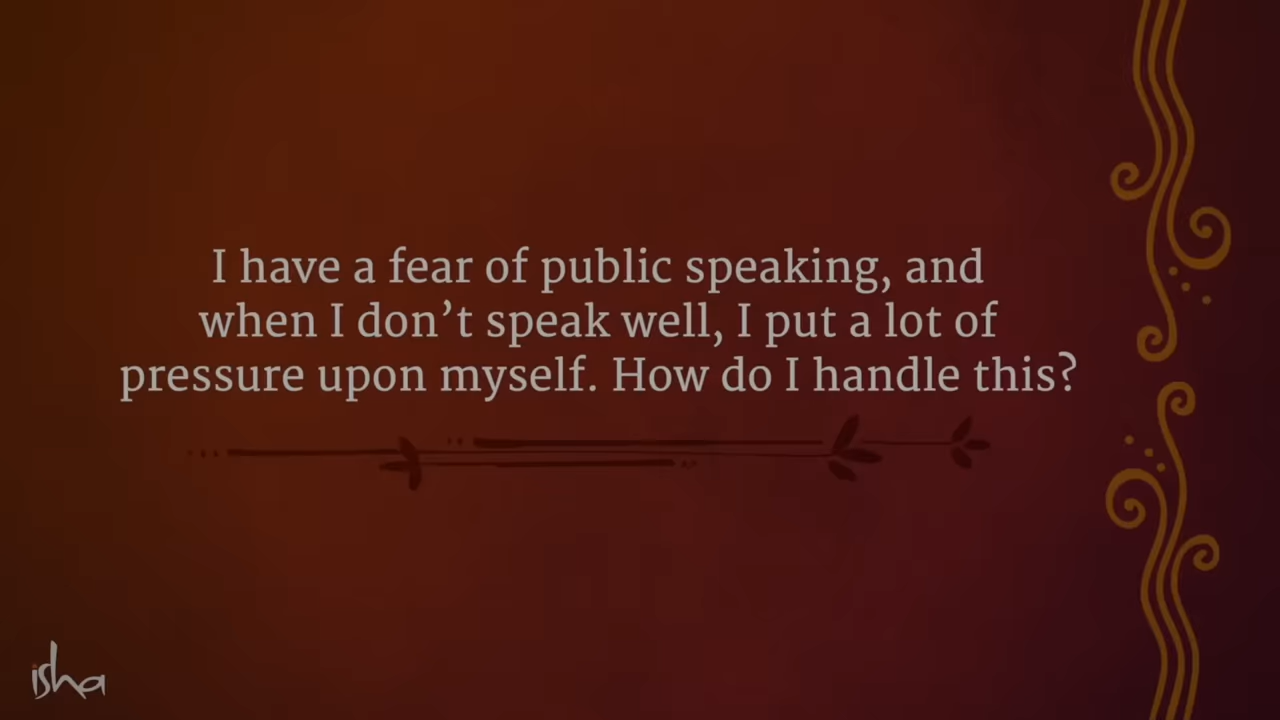 I have a fear of public speaking, and
when I don’t speak well, I put a lot of
pressure upon myself. How do I handle this?
isha